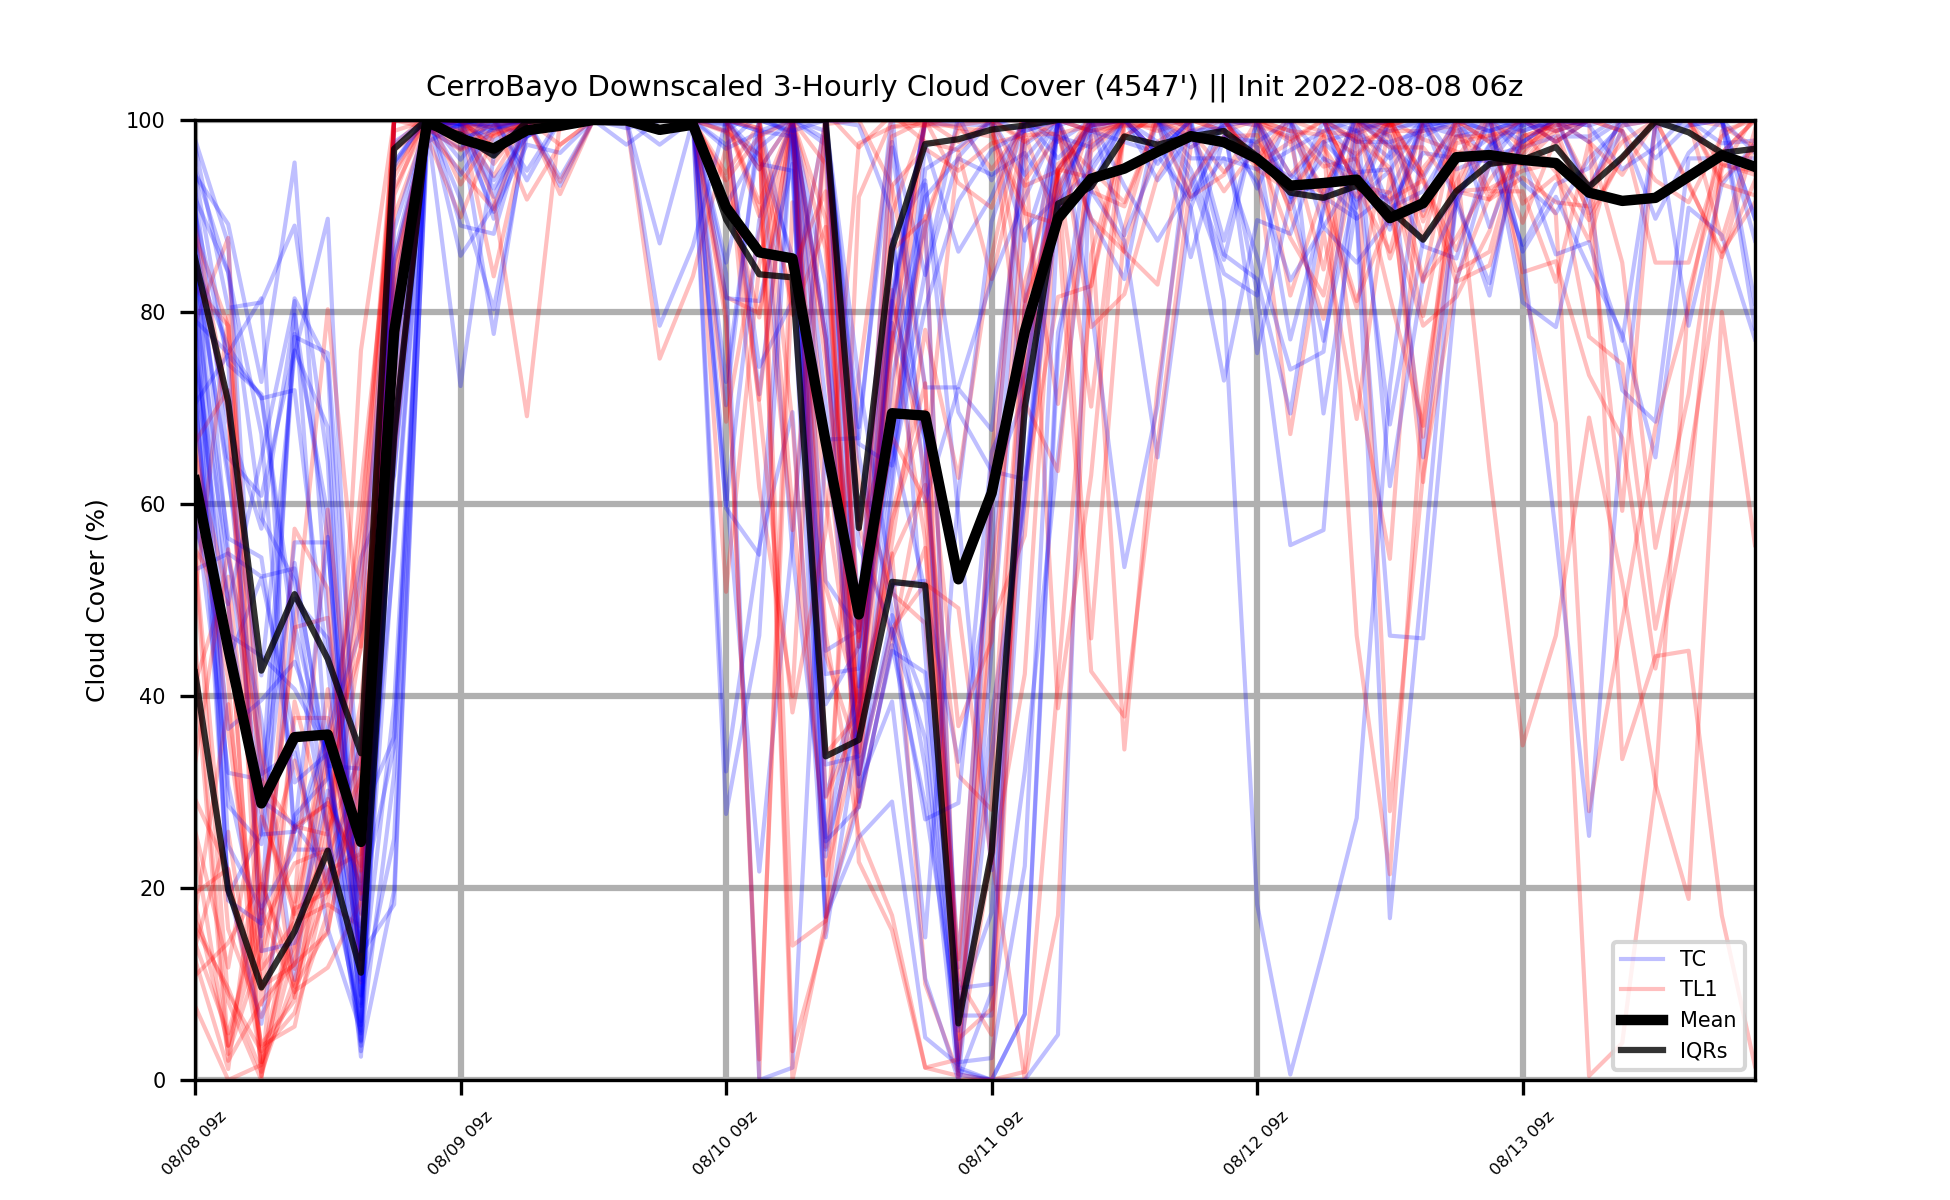 CerroBayo Downscaled 3-Hourly Cloud Cover (4547') || Init 2022-08-08 06z
Cloud Cover (%)
100
80
60
40
20
0
08/08 09z
08/09 09z
08/10 09z
08/11 09z
08/12 09z
08/13 09z
TC
TL1
Mean
IQRs